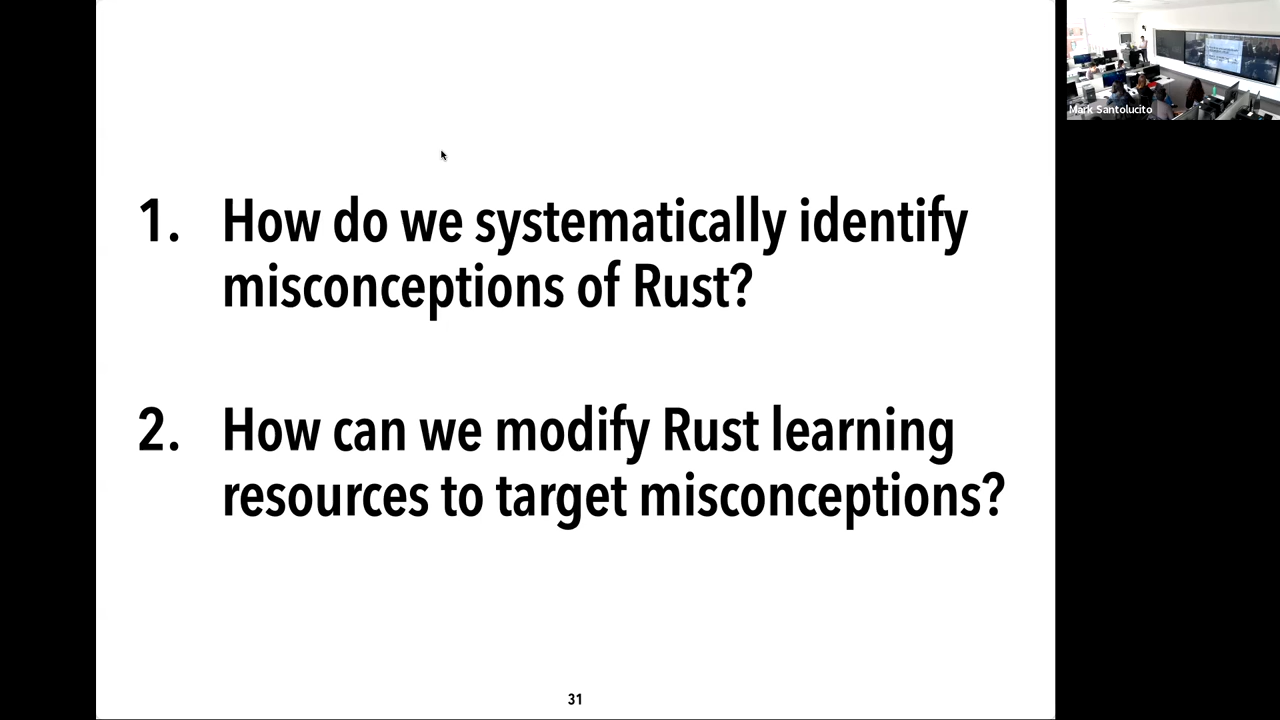 Mark Santolucito
1. How do we systematically identify
misconceptions of Rust?
2. How can we modify Rust learning
resources to target misconceptions?
31